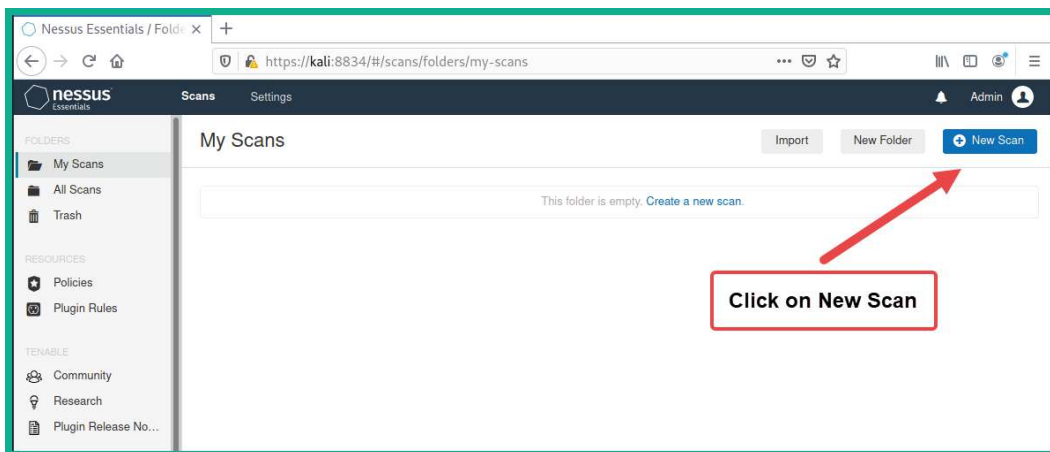 Nessus Essentials / Folde
https://kali:8834/#/scans/folders/my-scans
nessus
Essentials
Scans Settings
Admin
FOLDERS
My Scans
All Scans
Trash
RESOURCES
Policies
Plugin Rules
TENABLE
Community
Research
Plugin Release No...
My Scans
Import New Folder New Scan
This folder is empty. Create a new scan.
Click on New Scan